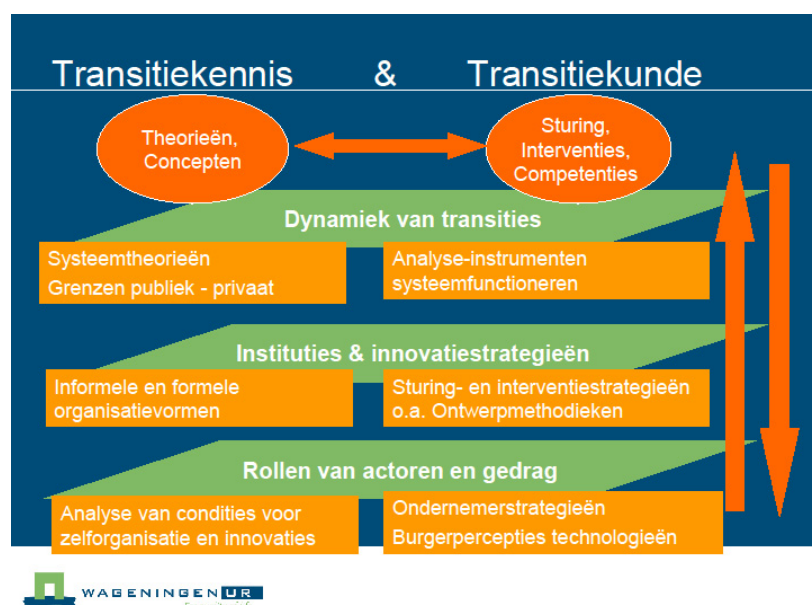 Transitiekennis & Transitiekunde
Theorieën,
Concepten
Sturing,
Interventies,
Competenties
Dynamiek van transities
Systeemtheorieën
Grenzen publiek - privaat
Analyse-instrumenten
systeemfunctioneren
Instituties & innovatiestrategieën
Informele en formele
organisatievormen
Sturing- en interventiestrategieën
o.a. Ontwerpmethodieken
Rollen van actoren en gedrag
Analyse van condities voor
zelforganisatie en innovaties
Ondernemerstrategieën
Burgerpercepties technologieën
WAGENINGEN UR